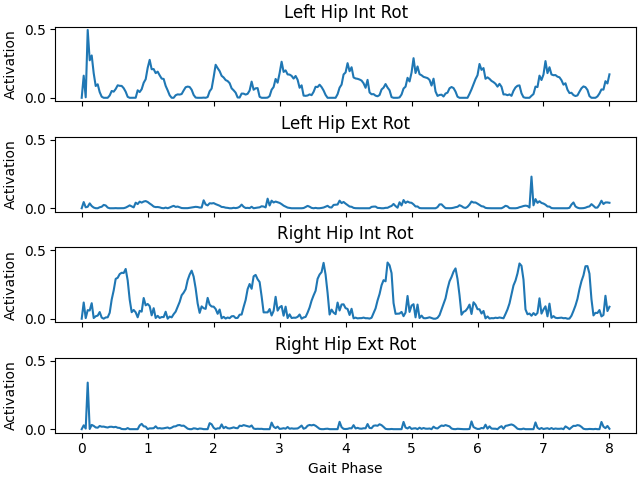 Left Hip Int Rot
Activation
0.5
0.0
Left Hip Ext Rot
Activation
0.5
0.0
Right Hip Int Rot
Activation
0.5
0.0
Right Hip Ext Rot
Activation
0.5
0.0
0 1 2 3 4 5 6 7 8
Gait Phase